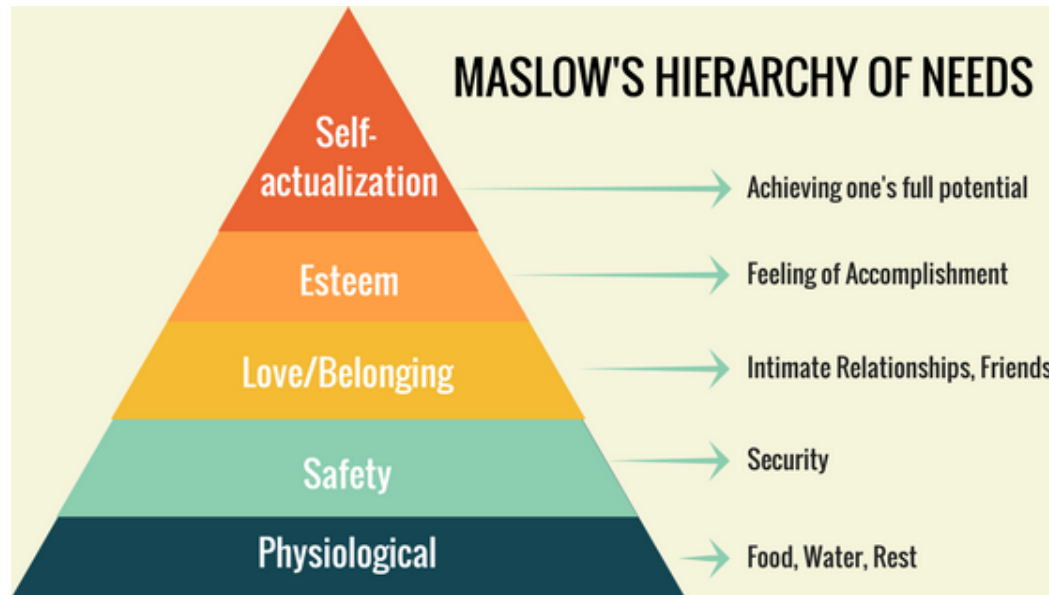 MASLOW'S HIERARCHY OF NEEDS
Self-
actualization
Achieving one's full potential
Esteem
Feeling of Accomplishment
Love/Belonging
Intimate Relationships, Friends
Safety
Security
Physiological
Food, Water, Rest